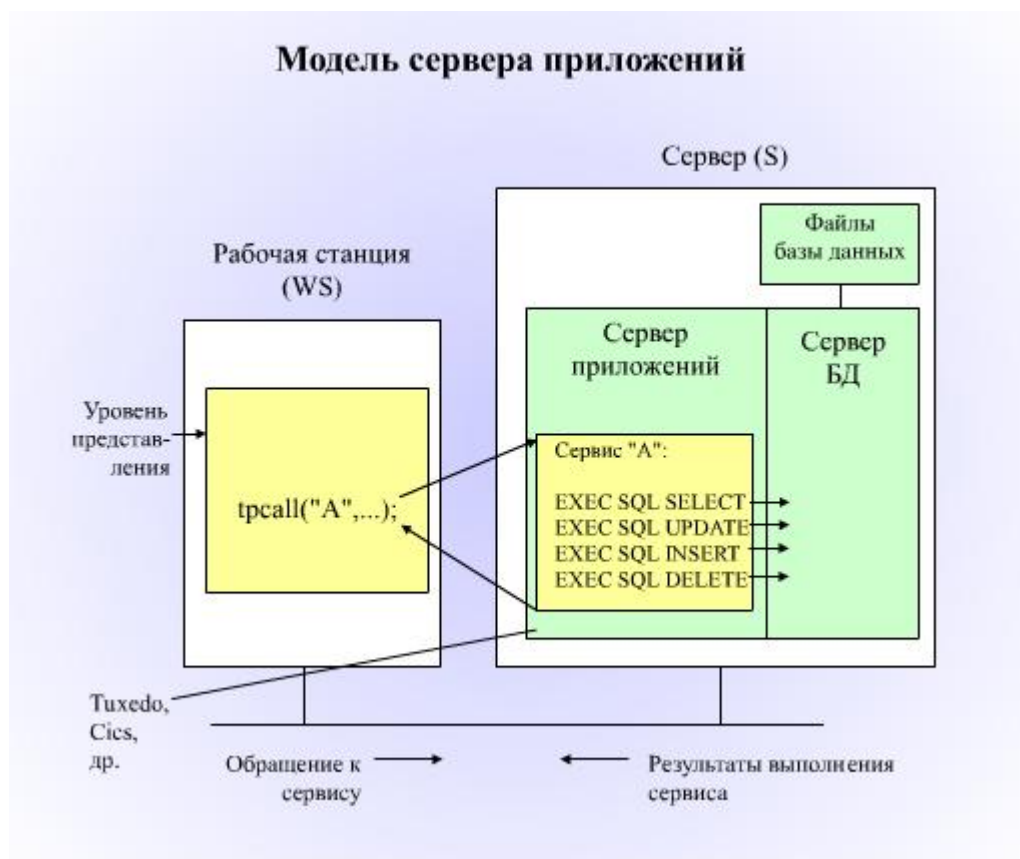 Модель сервера приложений
Сервер (S)
Файлы
базы данных
Рабочая станция
(WS)
Сервер
приложений
Сервер
БД
Уровень
представ-
ления
Сервис "А":
tpcall("A",...);
EXEC SQL SELECT
EXEC SQL UPDATE
EXEC SQL INSERT
EXEC SQL DELETE
Tuxedo,
Cics,
др.
Обращение к
сервису
Результаты выполнения
сервиса